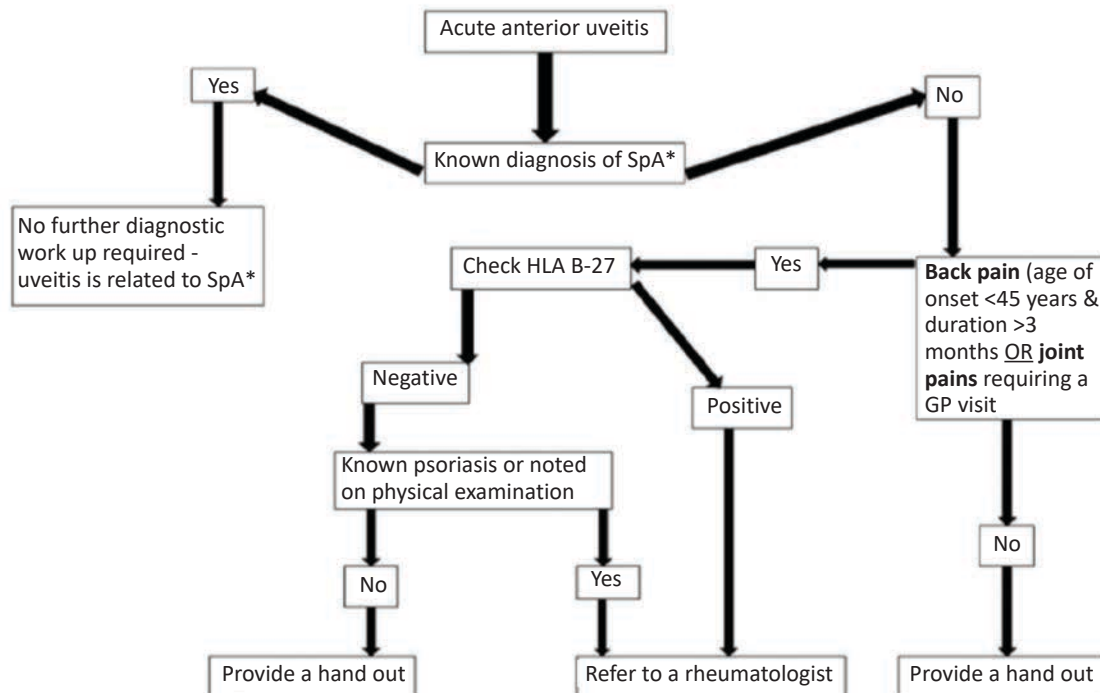 Acute anterior uveitis
Yes
No
Known diagnosis of SpA*
No further diagnostic
work up required -
uveitis is related to SpA*
Check HLA B-27
Yes
Back pain (age of
onset <45 years &
duration >3
months OR joint
pains requiring a
GP visit
Negative
Positive
Known psoriasis or noted
on physical examination
No
Yes
No
Provide a hand out
Refer to a rheumatologist
Provide a hand out